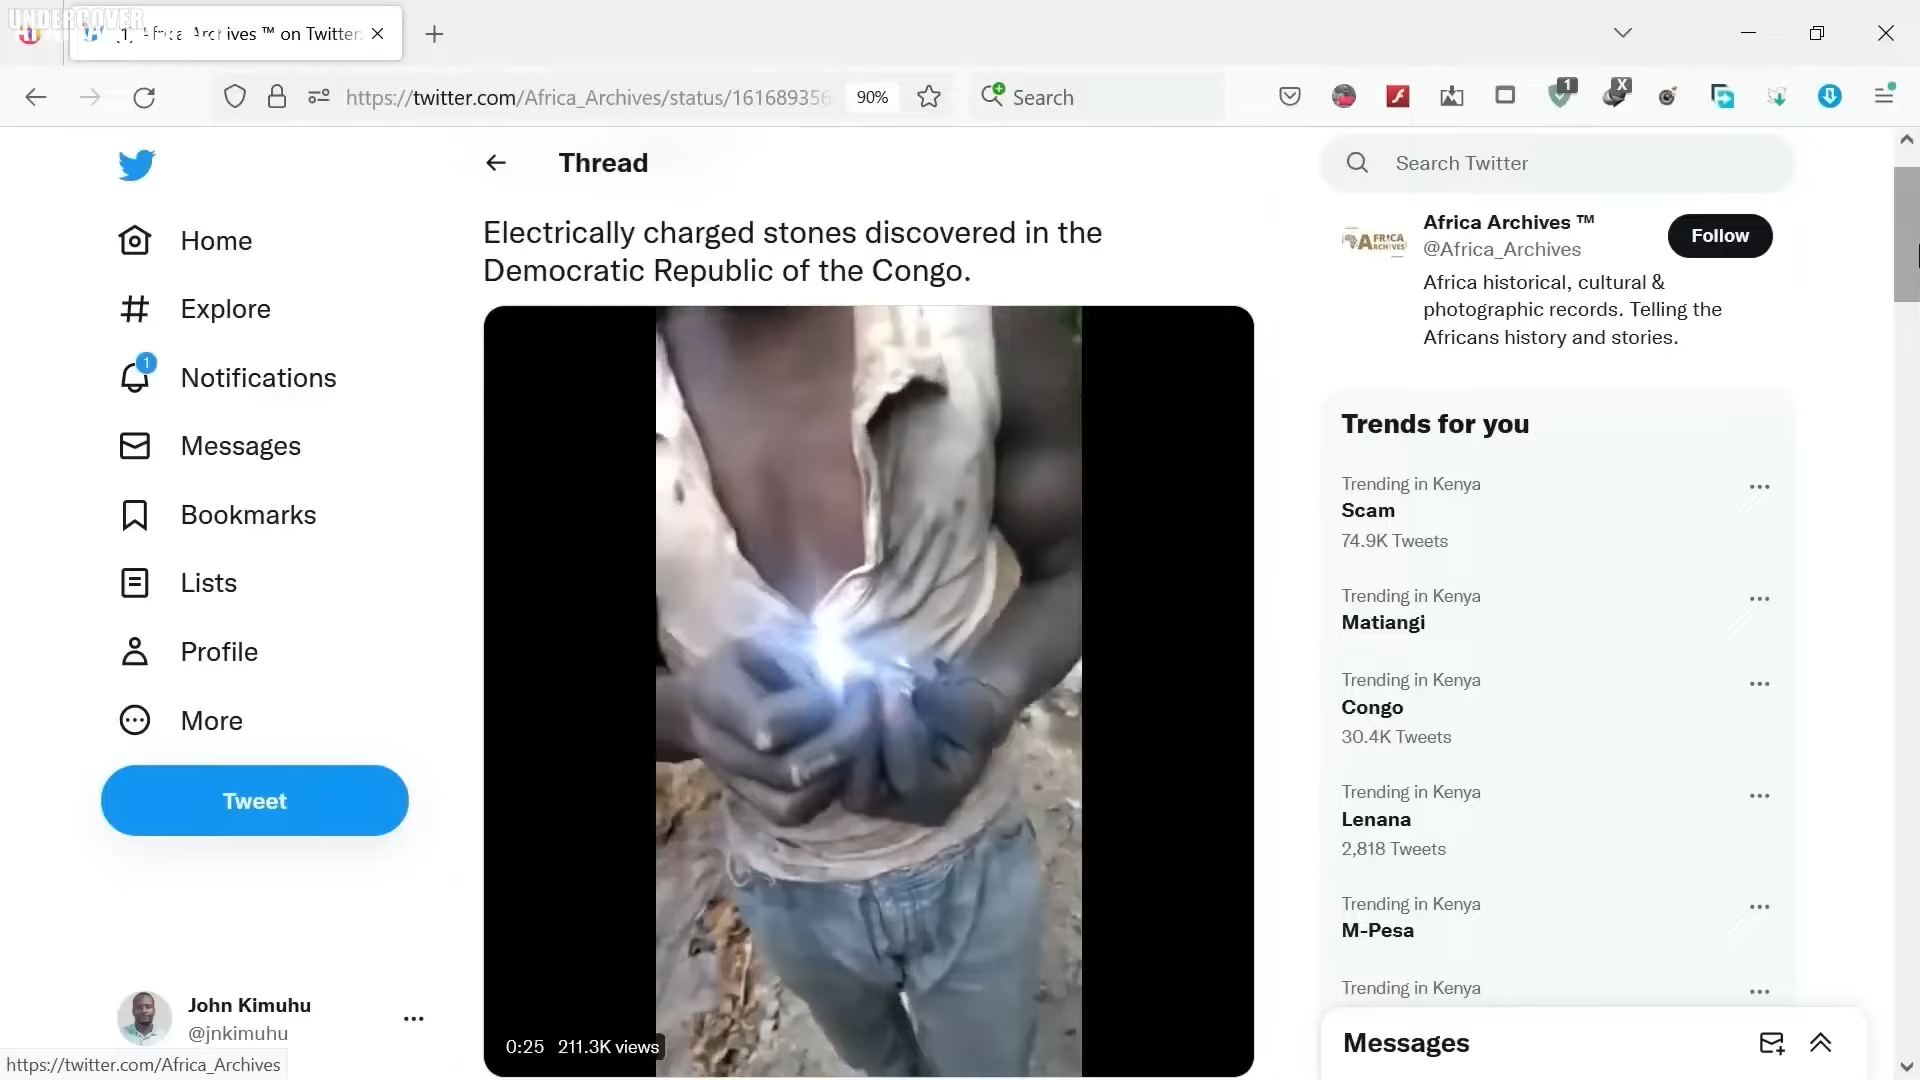 UNDERCOVER
Africa Archives ™ on Twitter:
https://twitter.com/Africa_Archives/status/161689356
90%
Search
1
X
Thread
Search Twitter
Home
Explore
1
Notifications
Messages
Bookmarks
Lists
Profile
More
Tweet
John Kimuhu
@jnkimuhu
https://twitter.com/Africa_Archives
Electrically charged stones discovered in the
Democratic Republic of the Congo.
0:25 211.3K views
AFRICA
ARCHIVES
Africa Archives ™
@Africa_Archives
Follow
Africa historical, cultural &
photographic records. Telling the
Africans history and stories.
Trends for you
Trending in Kenya
Scam
74.9K Tweets
Trending in Kenya
Matiangi
Trending in Kenya
Congo
30.4K Tweets
Trending in Kenya
Lenana
2,818 Tweets
Trending in Kenya
M-Pesa
Trending in Kenya
Messages